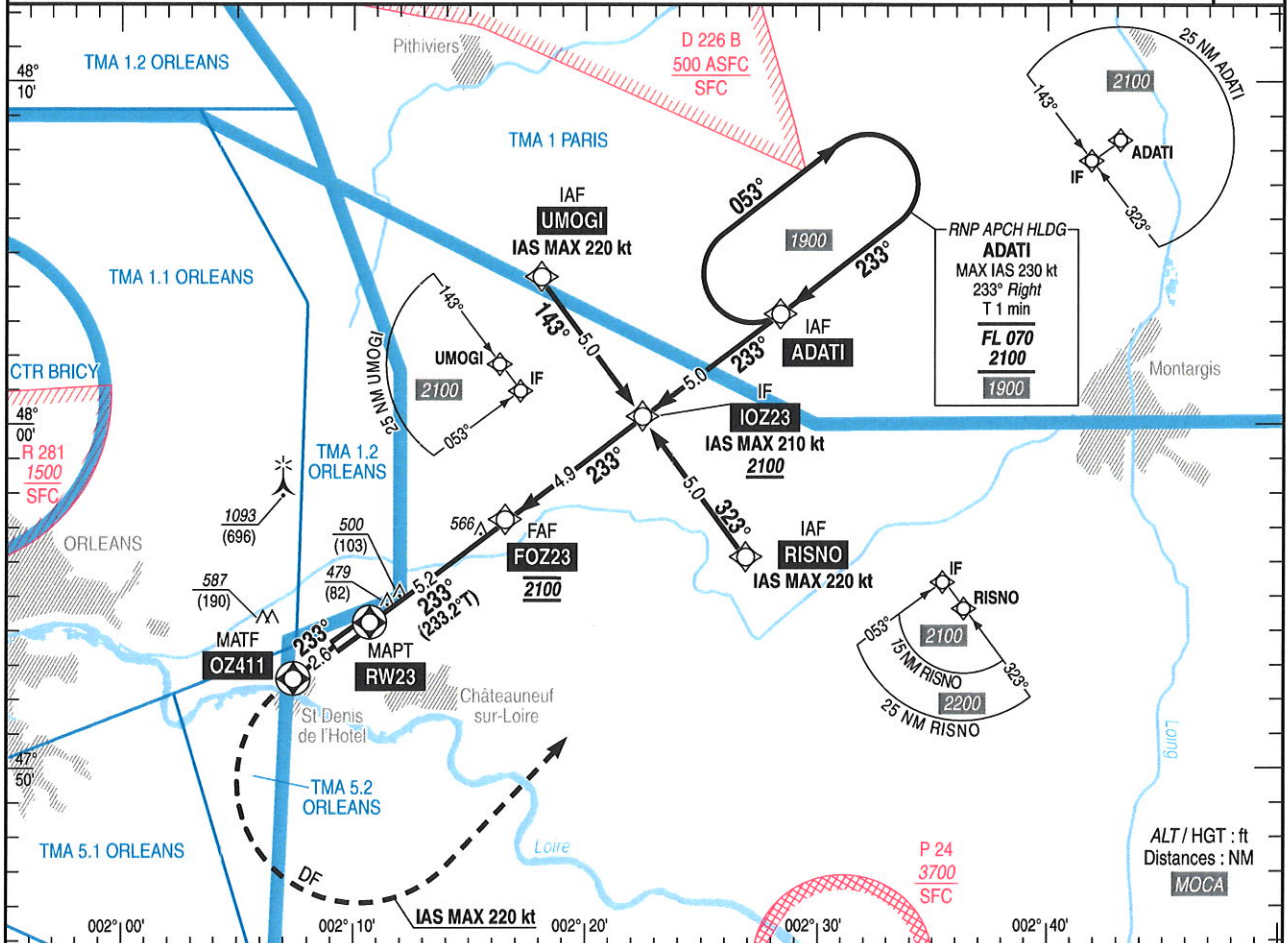 TMA 1.2 ORLEANS
48°
10'
Pithiviers
D 226 B
500 ASFC
SFC
25 NM ADATI
2100
143°
ADATI
IF
323°
TMA 1 PARIS
IAF
UMOGI
IAS MAX 220 kt
053°
1900
233°
RNP APCH HLDG
ADATI
MAX IAS 230 kt
233° Right
T 1 min
FL 070
2100
1900
TMA 1.1 ORLEANS
143°
5.0
IAF
ADATI
233°
5.0
143°
UMOGI
IF
2100
25 NM UMOGI
053°
CTR BRICY
48°
00'
R 281
1500
SFC
IF
IOZ23
IAS MAX 210 kt
2100
Montargis
TMA 1.2
ORLEANS
4.9
233°
5.0
323°
1093
(696)
ORLEANS
500
(103)
566
FAF
FOZ23
2100
IAF
RISNO
IAS MAX 220 kt
587
(190)
479
(82)
5.2
233°
(233.2°T)
IF
RISNO
053°
2100
15 NM RISNO
323°
2200
25 NM RISNO
MATF
OZ411
233°
2.6
MAPT
RW23
Châteauneuf
sur-Loire
St Denis
de l'Hotel
Loing
47°
50'
TMA 5.2
ORLEANS
TMA 5.1 ORLEANS
DF
Loire
IAS MAX 220 kt
P 24
3700
SFC
ALT / HGT : ft
Distances : NM
MOCA
002° 00'
002° 10'
002° 20'
002° 30'
002° 40'